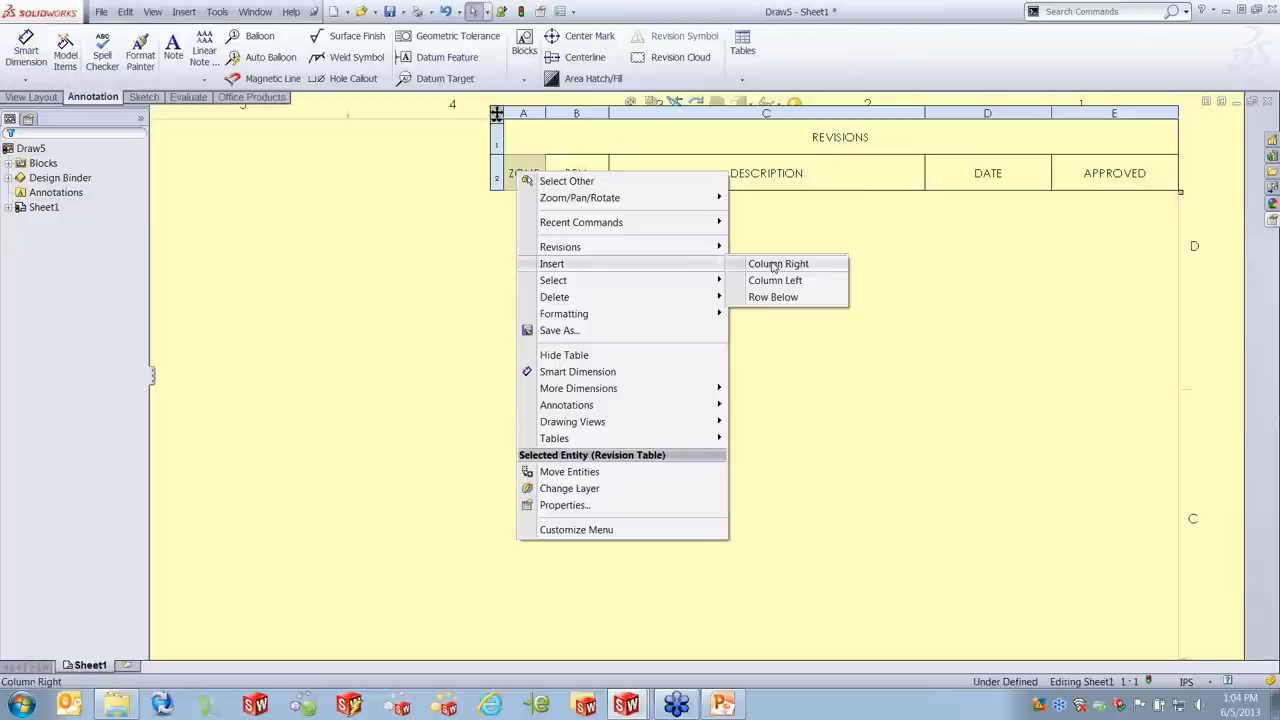 SOLIDWORKS File Edit View Insert Tools Window Help Draw5 - Sheet1 * Search Commands
Smart Dimension
Model Items
Spell Checker
Format Painter
Note
Linear Note ...
Balloon
Auto Balloon
Magnetic Line
Surface Finish
Weld Symbol
Hole Callout
Geometric Tolerance
Datum Feature
Datum Target
Blocks
Center Mark
Centerline
Area Hatch/Fill
Revision Symbol
Revision Cloud
Tables
View Layout Annotation Sketch Evaluate Office Products
4 3 2 1
A B C D E
1 REVISIONS
2 DESCRIPTION DATE APPROVED
Draw5
Blocks
Design Binder
Annotations
Sheet1
Select Other
Zoom/Pan/Rotate
Recent Commands
Revisions
Insert
Select
Delete
Formatting
Save As...
Hide Table
Smart Dimension
More Dimensions
Annotations
Drawing Views
Tables
Selected Entity (Revision Table)
Move Entities
Change Layer
Properties...
Customize Menu
Column Right
Column Left
Row Below
D
C
Sheet1
Column Right Under Defined Editing Sheet1 1 : 1 IPS
1:04 PM
6/5/2013